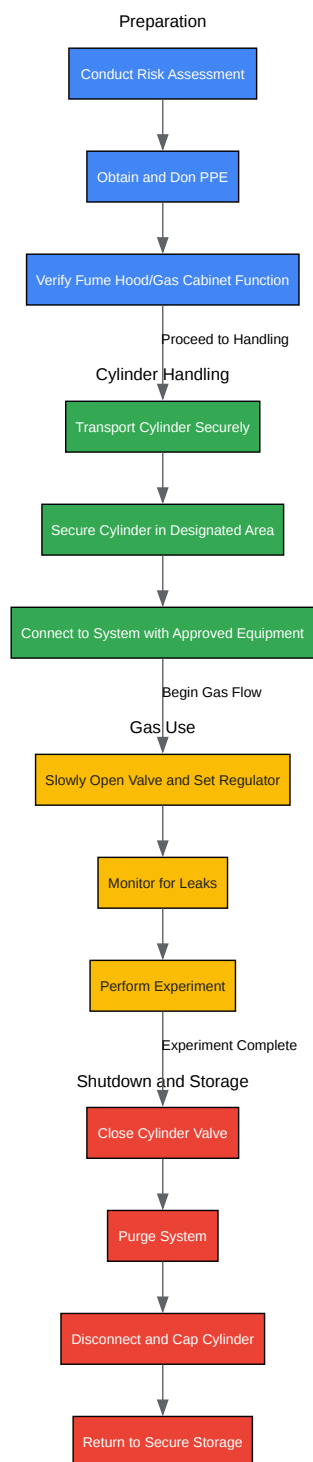 Preparation
Conduct Risk Assessment
Obtain and Don PPE
Verify Fume Hood/Gas Cabinet Function
Proceed to Handling
Cylinder Handling
Transport Cylinder Securely
Secure Cylinder in Designated Area
Connect to System with Approved Equipment
Begin Gas Flow
Gas Use
Slowly Open Valve and Set Regulator
Monitor for Leaks
Perform Experiment
Experiment Complete
Shutdown and Storage
Close Cylinder Valve
Purge System
Disconnect and Cap Cylinder
Return to Secure Storage